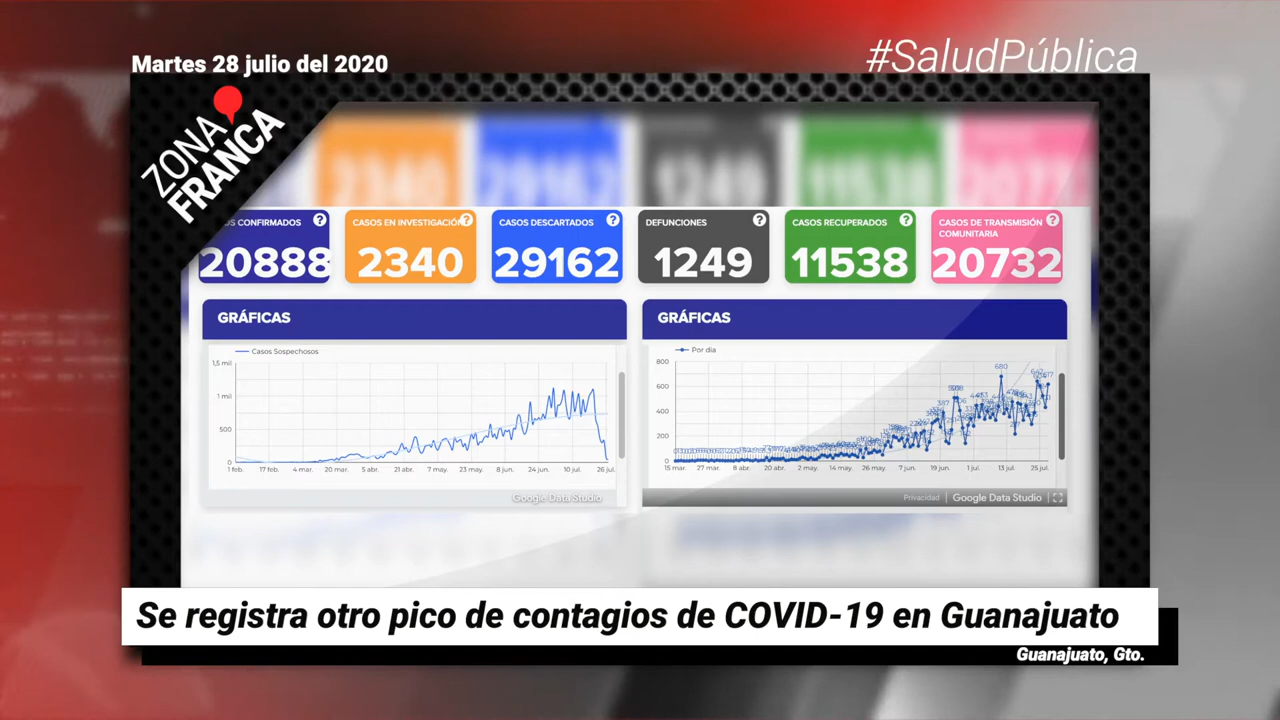 Martes 28 julio del 2020
#SaludPública
ZONA
FRANCA
2340
29162
1249
11538
CONFIRMADOS
?
CASOS EN INVESTIGACIÓN
?
CASOS DESCARTADOS
?
DEFUNCIONES
?
CASOS RECUPERADOS
?
CASOS DE TRANSMISIÓN
COMUNITARIA
?
20888
2340
29162
1249
11538
20732
GRÁFICAS
GRÁFICAS
Casos Sospechosos
1,5 mil
1 mil
500
0
1 feb.
17 feb.
4 mar.
20 mar.
5 abr.
21 abr.
7 may.
23 may.
8 jun.
24 jun.
10 jul.
26 jul.
Google Data Studio
Por dia
800
600
400
200
0
680
15 mar.
27 mar.
8 abr.
20 abr.
2 may.
14 may.
26 may.
7 jun.
19 jun.
1 jul.
13 jul.
25 jul.
Privacidad
Google Data Studio
Se registra otro pico de contagios de COVID-19 en Guanajuato
Guanajuato, Gto.